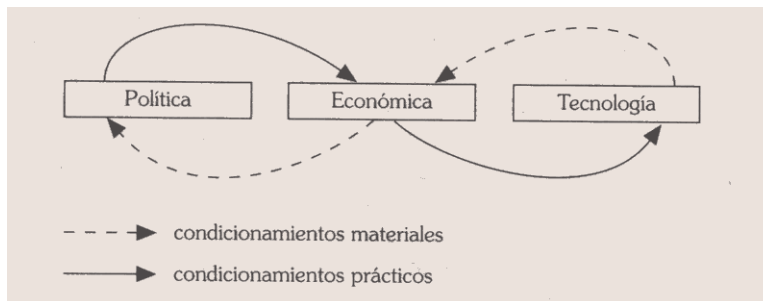 Política
Económica
Tecnología
condicionamientos materiales
condicionamientos prácticos